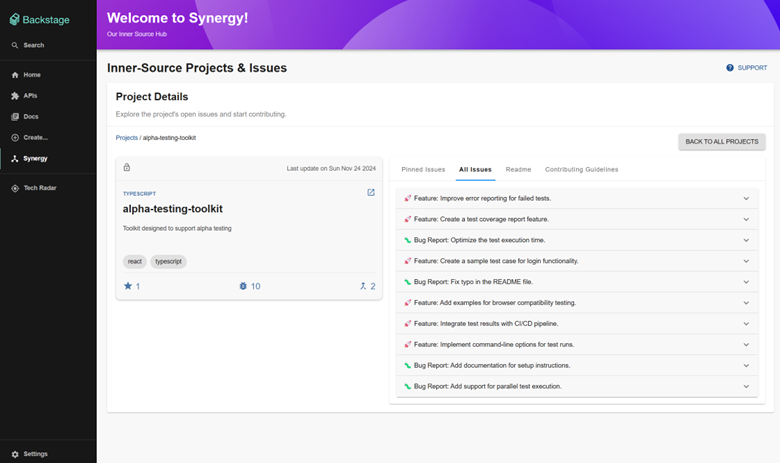 Backstage
Search
Home
APIs
Docs
Create...
Synergy
Tech Radar
Settings
Welcome to Synergy!
Our Inner Source Hub
Inner-Source Projects & Issues
SUPPORT
Project Details
Explore the project's open issues and start contributing.
Projects / alpha-testing-toolkit
BACK TO ALL PROJECTS
Last update on Sun Nov 24 2024
TYPESCRIPT
alpha-testing-toolkit
Toolkit designed to support alpha testing
react typescript
1 10 2
Pinned Issues All Issues Readme Contributing Guidelines
Feature: Improve error reporting for failed tests.
Feature: Create a test coverage report feature.
Bug Report: Optimize the test execution time.
Feature: Create a sample test case for login functionality.
Bug Report: Fix typo in the README file.
Feature: Add examples for browser compatibility testing.
Feature: Integrate test results with CI/CD pipeline.
Feature: Implement command-line options for test runs.
Bug Report: Add documentation for setup instructions.
Bug Report: Add support for parallel test execution.